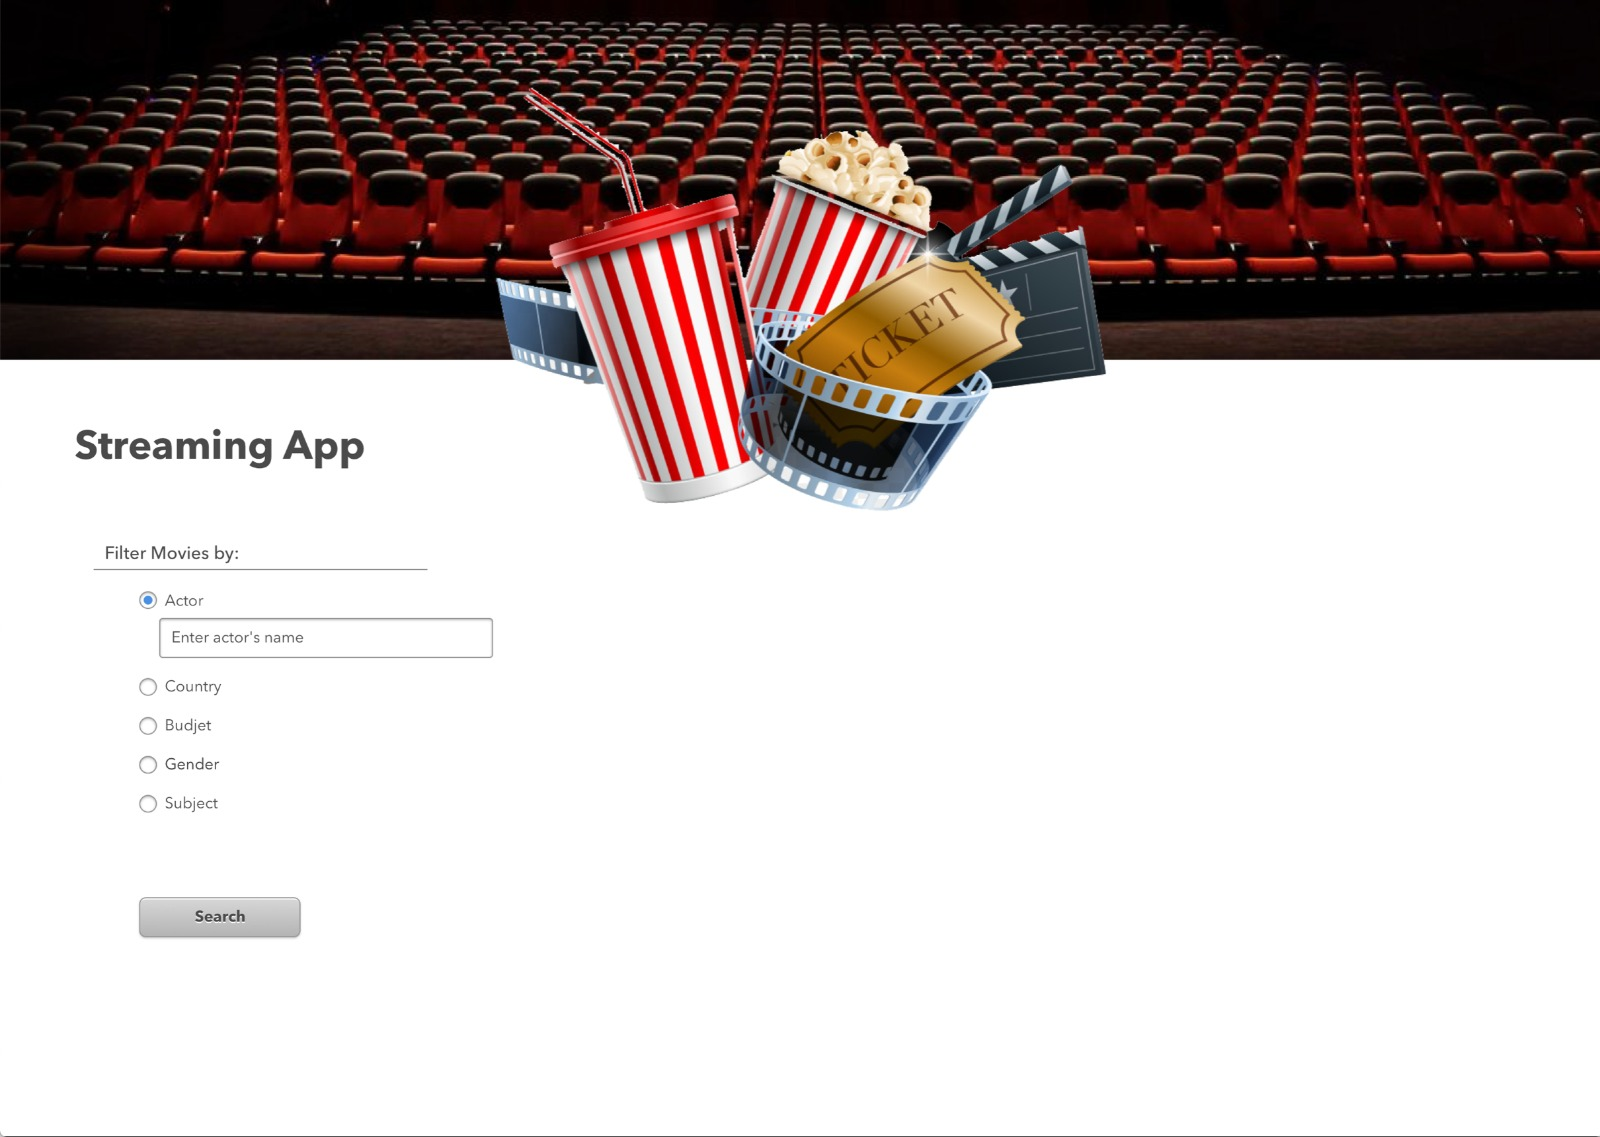 TICKET
Streaming App
Filter Movies by:
Actor
Enter actor's name
Country
Budjet
Gender
Subject
Search